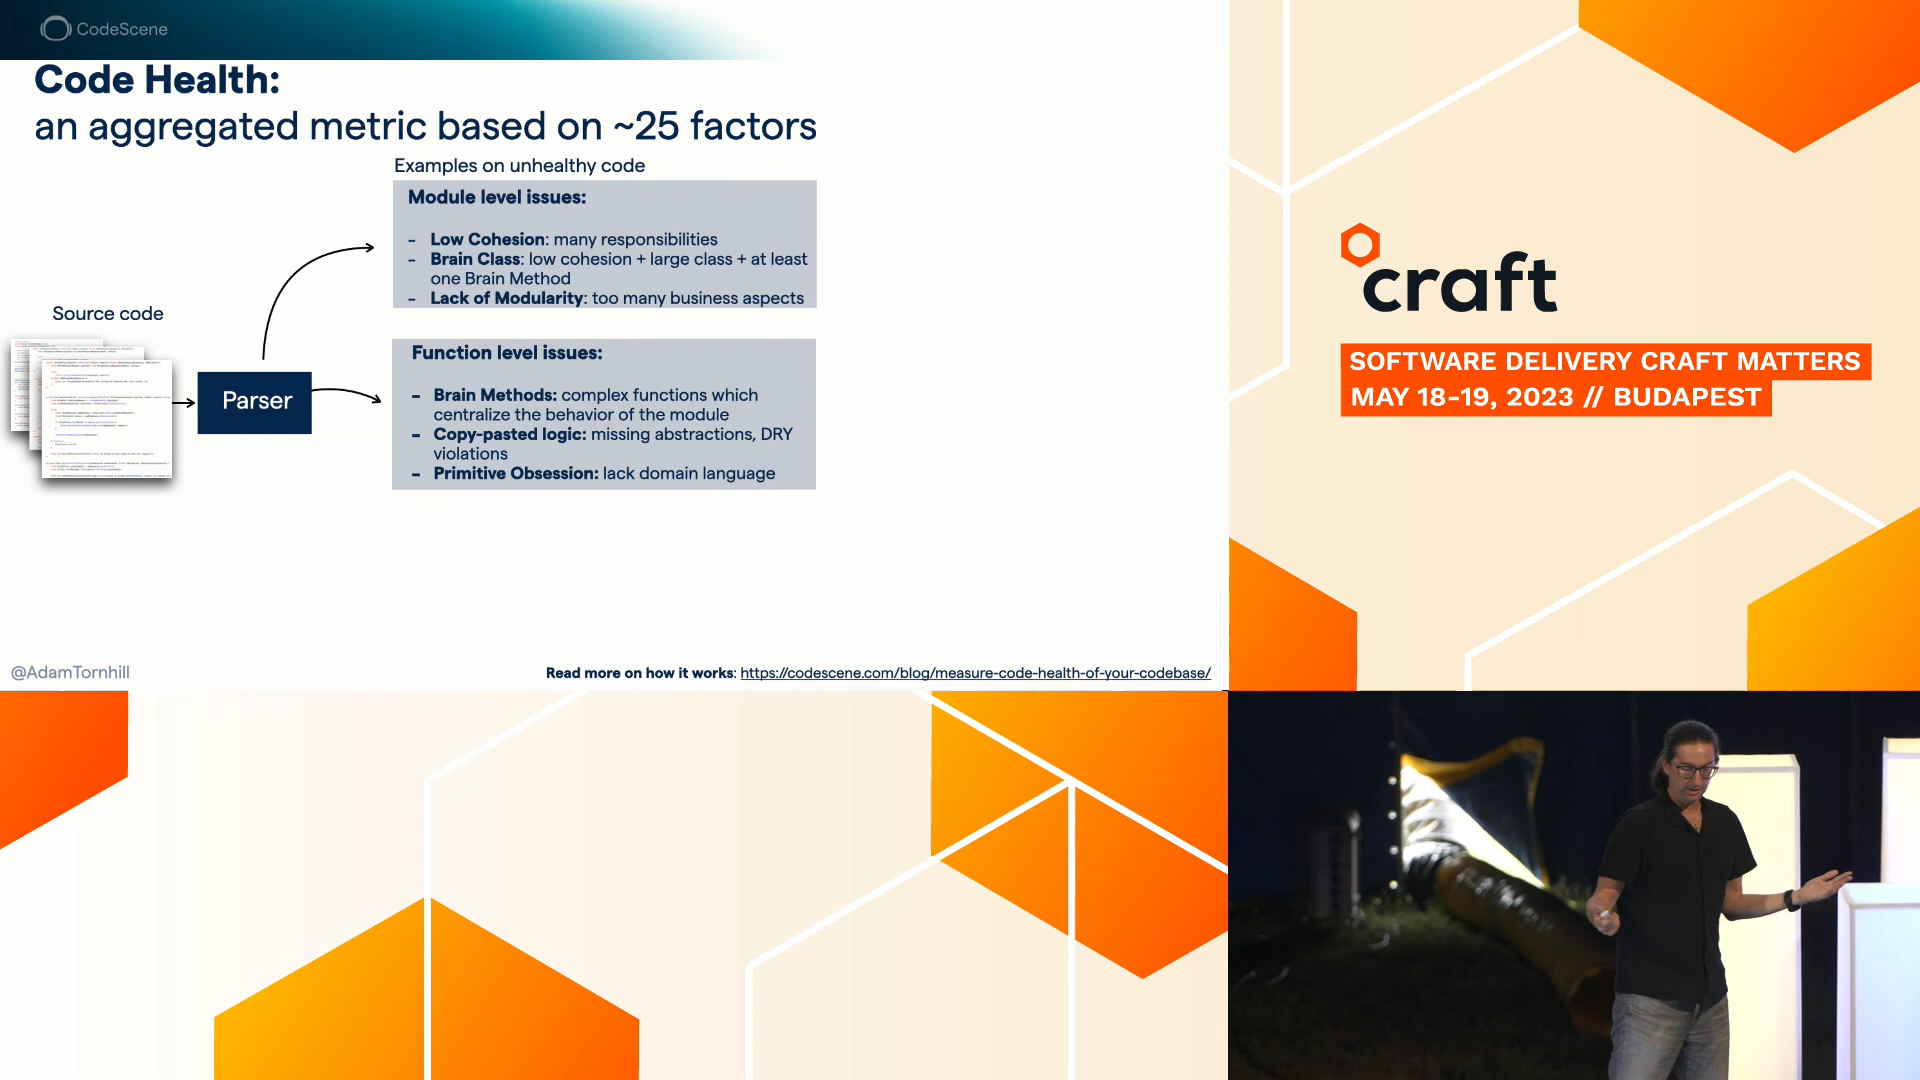 CodeScene
Code Health:
an aggregated metric based on ~25 factors
Examples on unhealthy code
Module level issues:
- Low Cohesion: many responsibilities
- Brain Class: low cohesion + large class + at least
one Brain Method
- Lack of Modularity: too many business aspects
Source code
Parser
Function level issues:
- Brain Methods: complex functions which
centralize the behavior of the module
- Copy-pasted logic: missing abstractions, DRY
violations
- Primitive Obsession: lack domain language
@AdamTornhill
Read more on how it works: https://codescene.com/blog/measure-code-health-of-your-codebase/
craft
SOFTWARE DELIVERY CRAFT MATTERS
MAY 18-19, 2023 // BUDAPEST